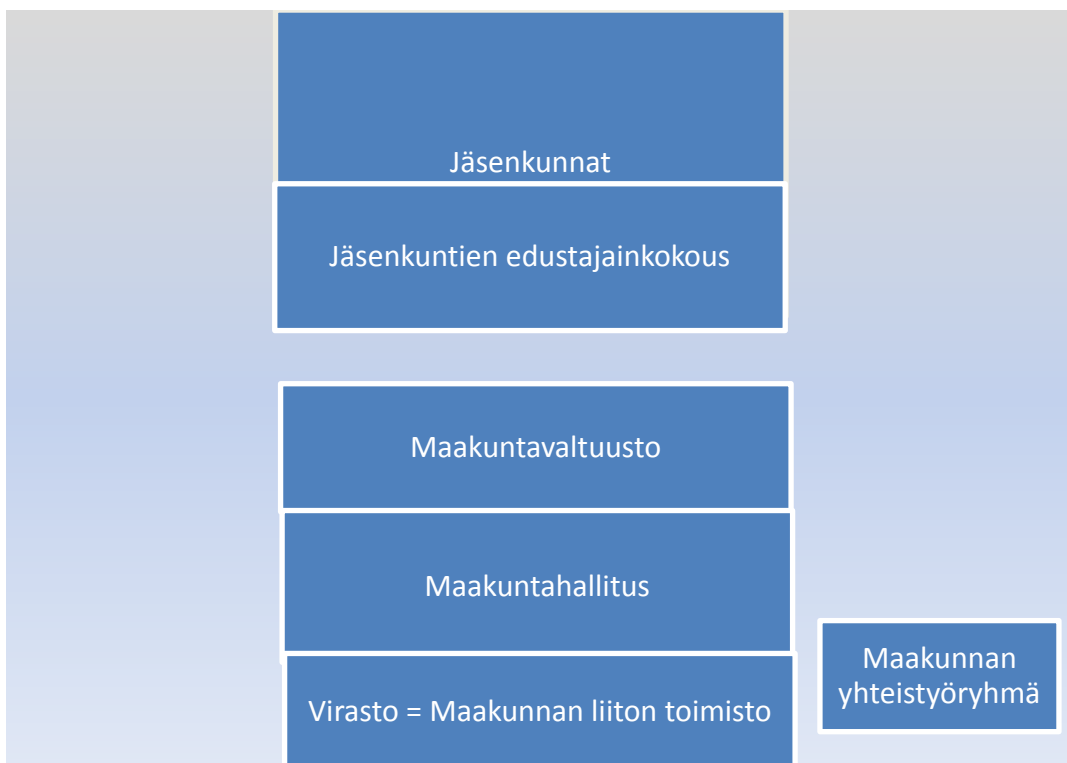 Jäsenkunnat
Jäsenkuntien edustajainkokous
Maakuntavaltuusto
Maakuntahallitus
Virasto = Maakunnan liiton toimisto
Maakunnan
yhteistyöryhmä